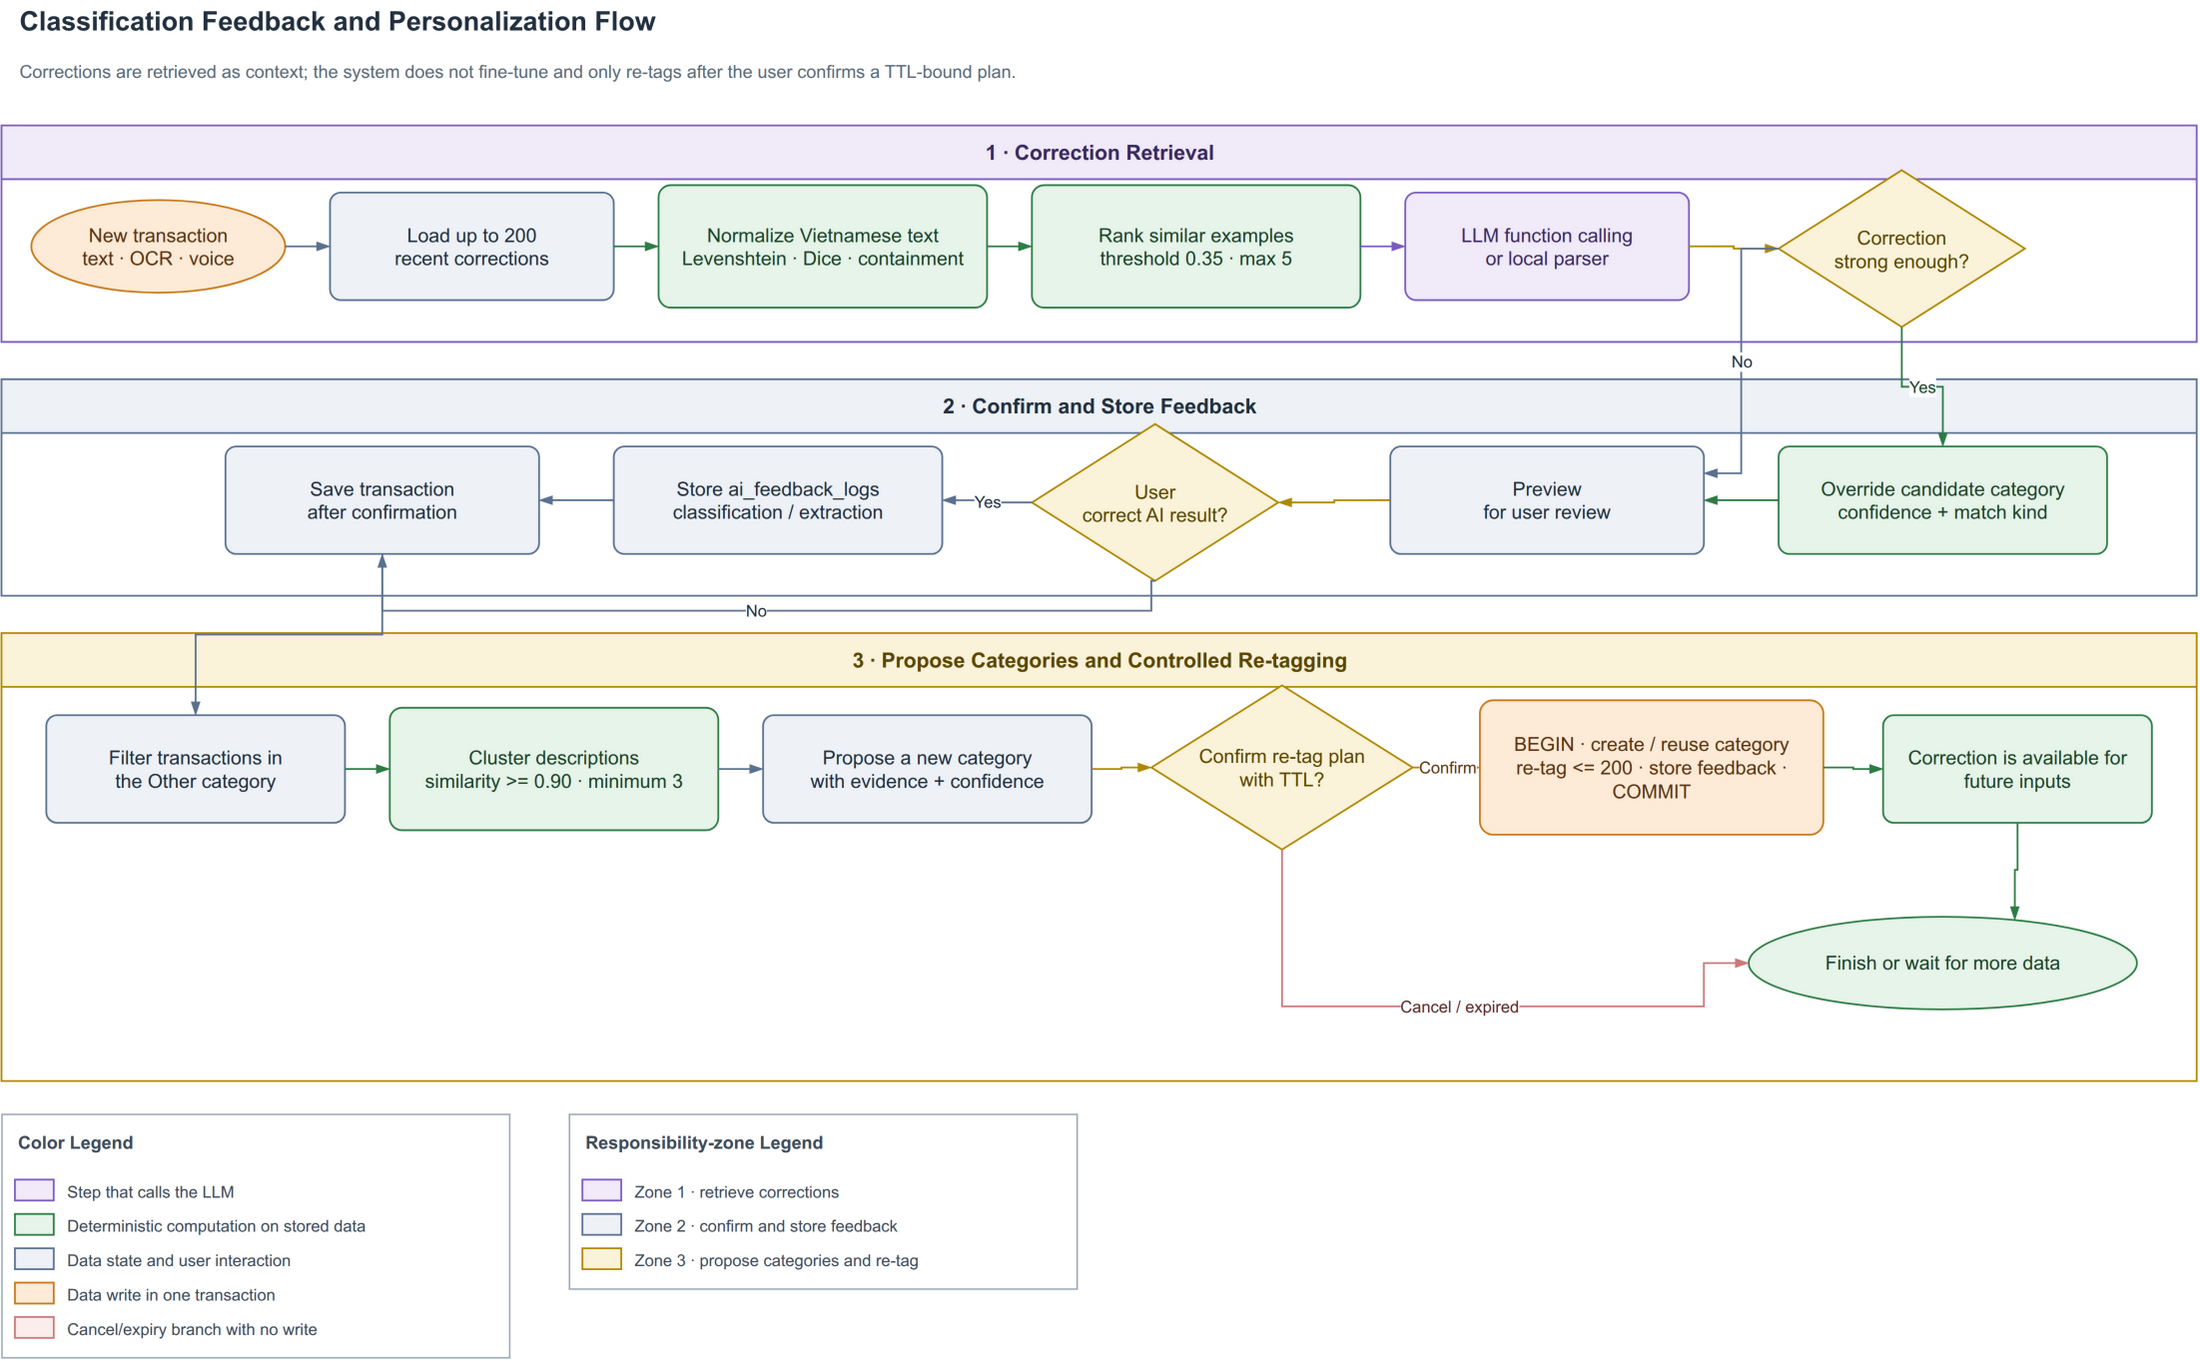 Classification Feedback and Personalization Flow
Corrections are retrieved as context; the system does not fine-tune and only re-tags after the user confirms a TTL-bound plan.
1 · Correction Retrieval
New transaction
text · OCR · voice
Load up to 200
recent corrections
Normalize Vietnamese text
Levenshtein · Dice · containment
Rank similar examples
threshold 0.35 · max 5
LLM function calling
or local parser
Correction
strong enough?
No
Yes
2 · Confirm and Store Feedback
Save transaction
after confirmation
Store ai_feedback_logs
classification / extraction
Yes
User
correct AI result?
Preview
for user review
Override candidate category
confidence + match kind
No
3 · Propose Categories and Controlled Re-tagging
Filter transactions in
the Other category
Cluster descriptions
similarity >= 0.90 · minimum 3
Propose a new category
with evidence + confidence
Confirm re-tag plan
with TTL?
Confirm
BEGIN · create / reuse category
re-tag <= 200 · store feedback ·
COMMIT
Correction is available for
future inputs
Finish or wait for more data
Cancel / expired
Color Legend
Step that calls the LLM
Deterministic computation on stored data
Data state and user interaction
Data write in one transaction
Cancel/expiry branch with no write
Responsibility-zone Legend
Zone 1 · retrieve corrections
Zone 2 · confirm and store feedback
Zone 3 · propose categories and re-tag